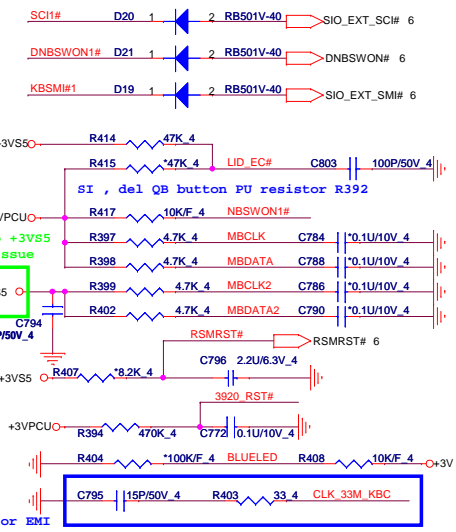 SCI1# D20 1 2 RB501V-40 SIO_EXT_SCI# 6
DNBSWON1# D21 1 2 RB501V-40 DNBSWON# 6
KBSMI#1 D19 1 2 RB501V-40 SIO_EXT_SMI# 6
+3VS5 R414 47K_4
R415 *47K_4 LID_EC# C803 100P/50V_4
SI , del QB button PU resistor R392
VPCU R417 10K/F_4 NBSWON1#
+3VS5 R397 4.7K_4 MBCLK C784 *0.1U/10V_4
ssue R398 4.7K_4 MBDATA C788 *0.1U/10V_4
S5 R399 4.7K_4 MBCLK2 C786 *0.1U/10V_4
R402 4.7K_4 MBDATA2 C790 *0.1U/10V_4
C794
P/50V_4
RSMRST# RSMRST# 6
+3VS5 R407 *8.2K_4 C796 2.2U/6.3V_4
3920_RST#
+3VPCU R394 470K_4 C772 0.1U/10V_4
R404 *100K/F_4 BLUELED R408 10K/F_4 +3V
C795 15P/50V_4 R403 33_4 CLK_33M_KBC
or EMI